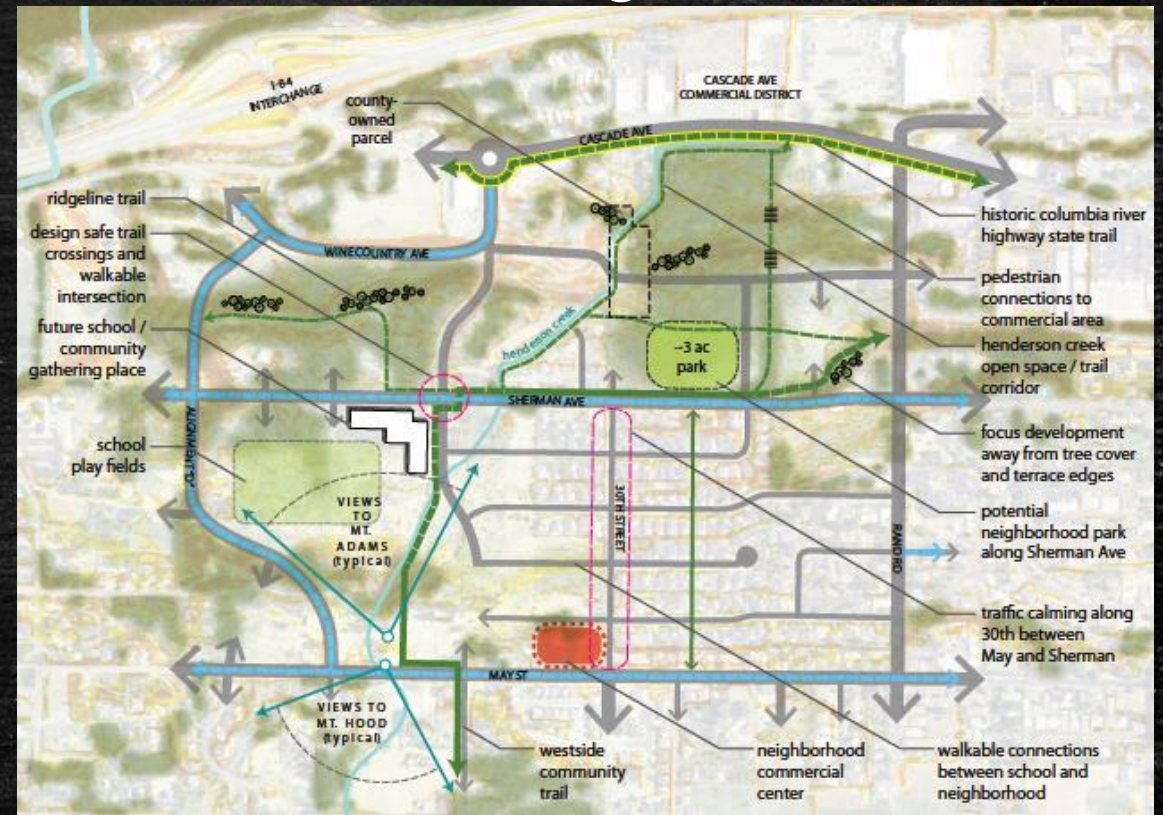 I-84
INTERCHANGE
CASCADE AVE
COMMERCIAL DISTRICT
county-
owned
parcel
CASCADE AVE
ridgeline trail
design safe trail
crossings and
walkable
intersection
future school /
community
gathering place
school
play fields
WINECOUNTRY AVE
henderson creek
~3 ac
park
SHERMAN AVE
ALIGNMENT "D"
VIEWS
TO
MT.
ADAMS
(typical)
30TH STREET
RAND RD
MAY ST
VIEWS TO
MT. HOOD
(typical)
historic columbia river
highway state trail
pedestrian
connections to
commercial area
henderson creek
open space / trail
corridor
focus development
away from tree cover
and terrace edges
potential
neighborhood park
along Sherman Ave
traffic calming along
30th between
May and Sherman
westside
community
trail
neighborhood
commercial
center
walkable connections
between school and
neighborhood